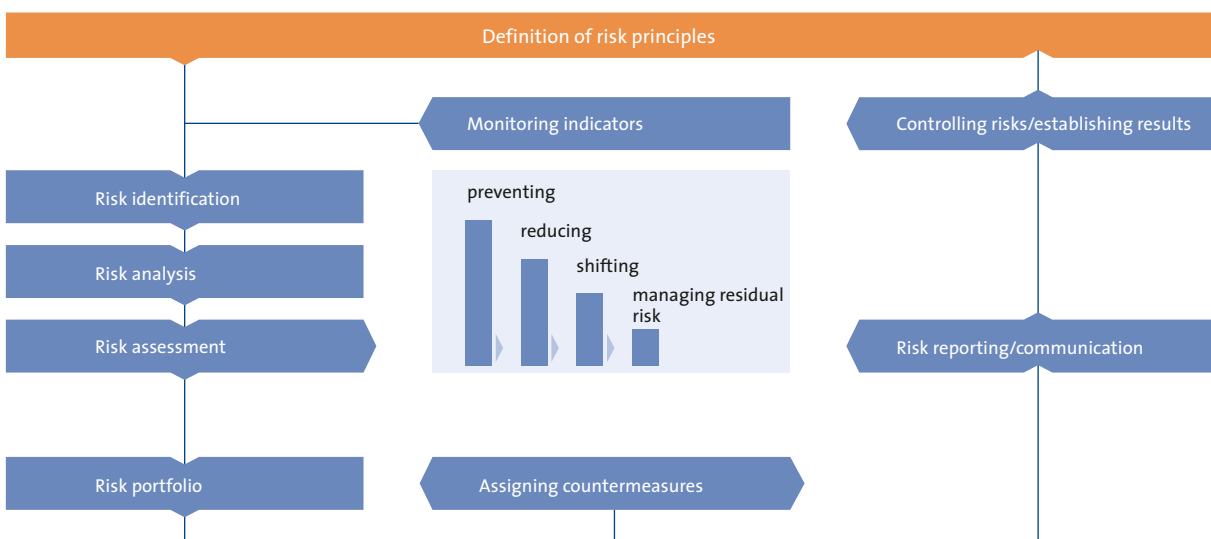 Definition of risk principles
Monitoring indicators
Controlling risks/establishing results
Risk identification
Risk analysis
Risk assessment
Risk portfolio
preventing
reducing
shifting
managing residual
risk
Assigning countermeasures
Risk reporting/communication